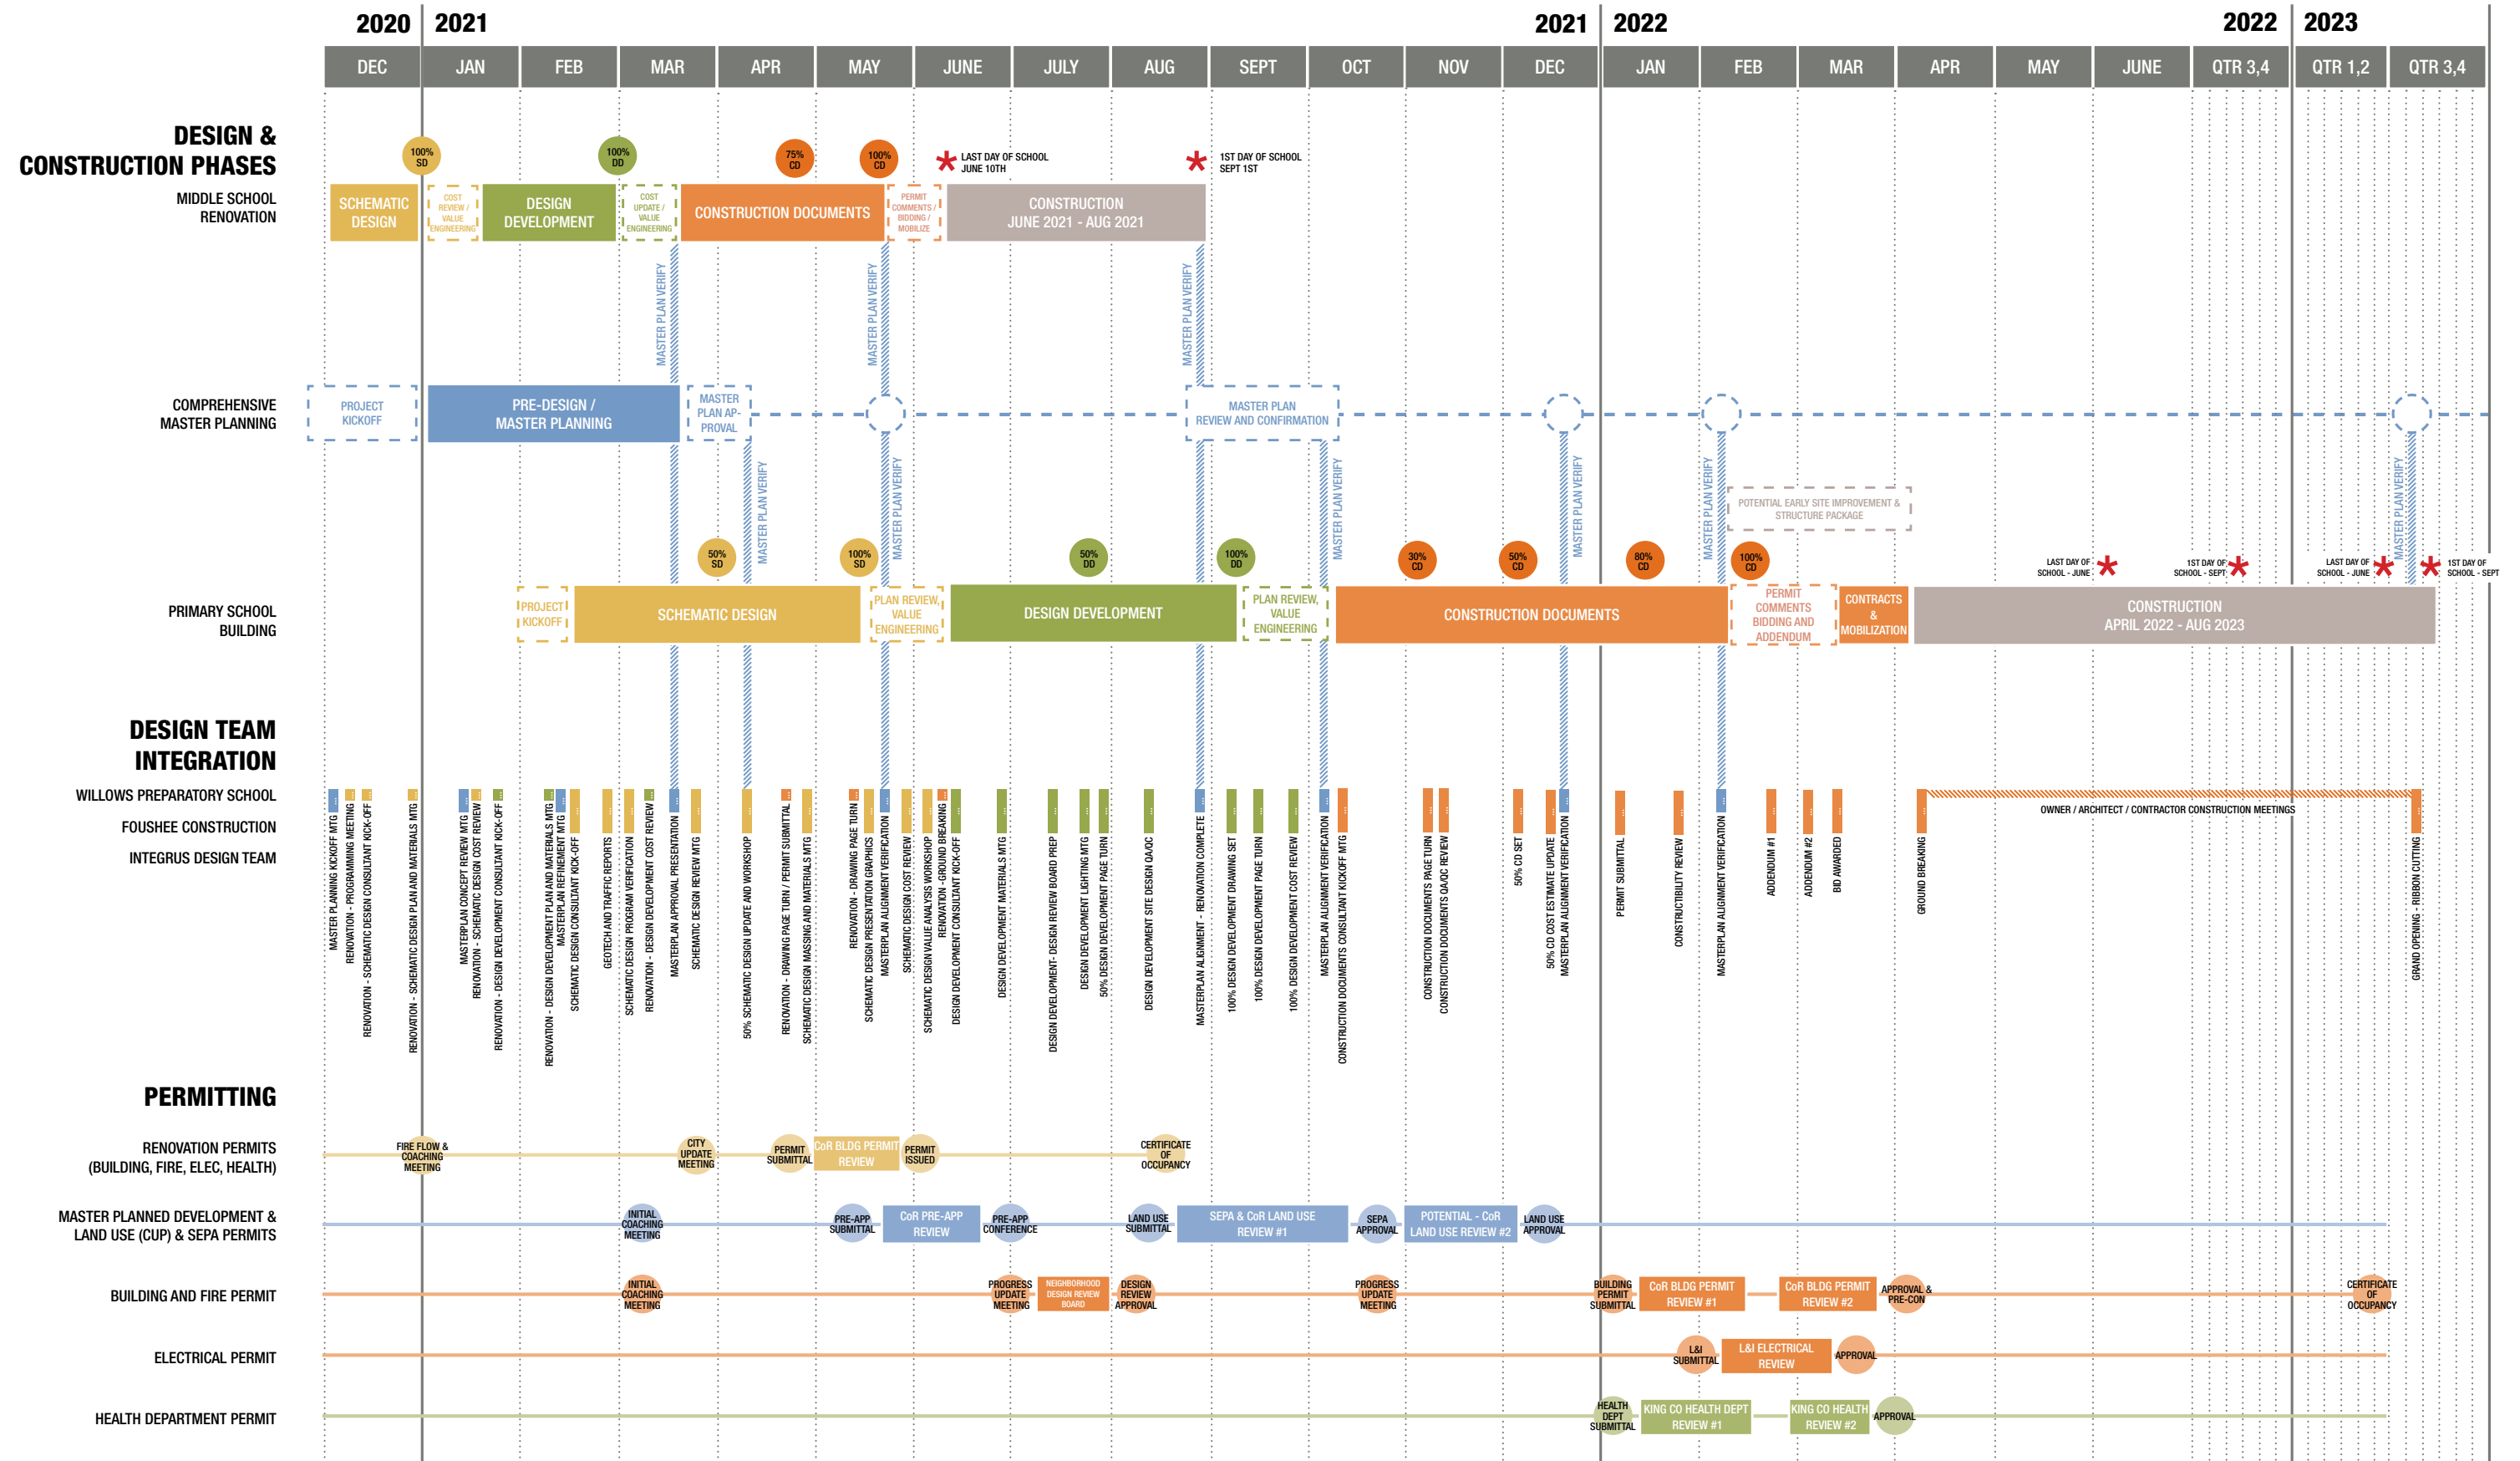 2020
2021
2021
2022
2022
2023
DEC
JAN
FEB
MAR
APR
MAY
JUNE
JULY
AUG
SEPT
OCT
NOV
DEC
JAN
FEB
MAR
APR
MAY
JUNE
QTR 3,4
QTR 1,2
QTR 3,4
DESIGN &
CONSTRUCTION PHASES
100%
SD
100%
DD
75%
CD
100%
CD
LAST DAY OF SCHOOL
JUNE 10TH
1ST DAY OF SCHOOL
SEPT 1ST
MIDDLE SCHOOL
RENOVATION
SCHEMATIC
DESIGN
COST
REVIEW /
VALUE
ENGINEERING
DESIGN
DEVELOPMENT
COST
UPDATE /
VALUE
ENGINEERING
CONSTRUCTION DOCUMENTS
PERMIT
COMMENTS /
BIDDING /
MOBILIZE
CONSTRUCTION
JUNE 2021 - AUG 2021
MASTER PLAN VERIFY
MASTER PLAN VERIFY
MASTER PLAN VERIFY
COMPREHENSIVE
MASTER PLANNING
PROJECT
KICKOFF
PRE-DESIGN /
MASTER PLANNING
MASTER
PLAN AP-
PROVAL
MASTER PLAN
REVIEW AND CONFIRMATION
MASTER PLAN VERIFY
MASTER PLAN VERIFY
MASTER PLAN VERIFY
MASTER PLAN VERIFY
MASTER PLAN VERIFY
MASTER PLAN VERIFY
POTENTIAL EARLY SITE IMPROVEMENT &
STRUCTURE PACKAGE
50%
SD
100%
SD
50%
DD
100%
DD
30%
CD
50%
CD
80%
CD
100%
CD
LAST DAY OF
SCHOOL - JUNE
1ST DAY OF
SCHOOL - SEPT
LAST DAY OF
SCHOOL - JUNE
1ST DAY OF
SCHOOL - SEPT
PRIMARY SCHOOL
BUILDING
PROJECT
KICKOFF
SCHEMATIC DESIGN
PLAN REVIEW,
VALUE
ENGINEERING
DESIGN DEVELOPMENT
PLAN REVIEW,
VALUE
ENGINEERING
CONSTRUCTION DOCUMENTS
PERMIT
COMMENTS
BIDDING AND
ADDENDUM
CONTRACTS
&
MOBILIZATION
CONSTRUCTION
APRIL 2022 - AUG 2023
DESIGN TEAM
INTEGRATION
WILLOWS PREPARATORY SCHOOL
FOUSHEE CONSTRUCTION
INTEGRUS DESIGN TEAM
MASTER PLANNING KICKOFF MTG
RENOVATION - PROGRAMMING MEETING
RENOVATION - SCHEMATIC DESIGN CONSULTANT KICK-OFF
RENOVATION - SCHEMATIC DESIGN PLAN AND MATERIALS MTG
MASTERPLAN CONCEPT REVIEW MTG
RENOVATION - SCHEMATIC DESIGN COST REVIEW
RENOVATION - DESIGN DEVELOPMENT CONSULTANT KICK-OFF
RENOVATION - DESIGN DEVELOPMENT PLAN AND MATERIALS MTG
MASTERPLAN REFINEMENT MTG
SCHEMATIC DESIGN CONSULTANT KICK-OFF
GEOTECH AND TRAFFIC REPORTS
SCHEMATIC DESIGN PROGRAM VERIFICATION
RENOVATION - DESIGN DEVELOPMENT COST REVIEW
MASTERPLAN APPROVAL PRESENTATION
SCHEMATIC DESIGN REVIEW MTG
50% SCHEMATIC DESIGN UPDATE AND WORKSHOP
RENOVATION - DRAWING PAGE TURN / PERMIT SUBMITTAL
SCHEMATIC DESIGN MASSING AND MATERIALS MTG
RENOVATION - DRAWING PAGE TURN
SCHEMATIC DESIGN PRESENTATION GRAPHICS
MASTERPLAN ALIGNMENT VERIFICATION
SCHEMATIC DESIGN COST REVIEW
SCHEMATIC DESIGN VALUE ANALYSIS WORKSHOP
RENOVATION -GROUND BREAKING
DESIGN DEVELOPMENT CONSULTANT KICK-OFF
DESIGN DEVELOPMENT MATERIALS MTG
DESIGN DEVELOPMENT- DESIGN REVIEW BOARD PREP
DESIGN DEVELOPMENT LIGHTING MTG
50% DESIGN DEVELOPMENT PAGE TURN
DESIGN DEVELOPMENT SITE DESIGN QA/QC
MASTERPLAN ALIGNMENT - RENOVATION COMPLETE
100% DESIGN DEVELOPMENT DRAWING SET
100% DESIGN DEVELOPMENT PAGE TURN
100% DESIGN DEVELOPMENT COST REVIEW
MASTERPLAN ALIGNMENT VERIFICATION
CONSTRUCTION DOCUMENTS CONSULTANT KICKOFF MTG
CONSTRUCTION DOCUMENTS PAGE TURN
CONSTRUCTION DOCUMENTS QA/QC REVIEW
50% CD SET
50% CD COST ESTIMATE UPDATE
MASTERPLAN ALIGNMENT VERIFICATION
PERMIT SUBMITTAL
CONSTRUCTIBILITY REVIEW
MASTERPLAN ALIGNMENT VERIFICATION
ADDENDUM #1
ADDENDUM #2
BID AWARDED
GROUND BREAKING
OWNER / ARCHITECT / CONTRACTOR CONSTRUCTION MEETINGS
GRAND OPENING - RIBBON CUTTING
PERMITTING
RENOVATION PERMITS
(BUILDING, FIRE, ELEC, HEALTH)
FIRE FLOW &
COACHING
MEETING
CITY
UPDATE
MEETING
PERMIT
SUBMITTAL
CoR BLDG PERMIT
REVIEW
PERMIT
ISSUED
CERTIFICATE
OF
OCCUPANCY
MASTER PLANNED DEVELOPMENT &
LAND USE (CUP) & SEPA PERMITS
INITIAL
COACHING
MEETING
PRE-APP
SUBMITTAL
CoR PRE-APP
REVIEW
PRE-APP
CONFERENCE
LAND USE
SUBMITTAL
SEPA & CoR LAND USE
REVIEW #1
SEPA
APPROVAL
POTENTIAL - CoR
LAND USE REVIEW #2
LAND USE
APPROVAL
BUILDING AND FIRE PERMIT
INITIAL
COACHING
MEETING
PROGRESS
UPDATE
MEETING
NEIGHBORHOOD
DESIGN REVIEW
BOARD
DESIGN
REVIEW
APPROVAL
PROGRESS
UPDATE
MEETING
BUILDING
PERMIT
SUBMITTAL
CoR BLDG PERMIT
REVIEW #1
CoR BLDG PERMIT
REVIEW #2
APPROVAL &
PRE-CON
CERTIFICATE
OF
OCCUPANCY
ELECTRICAL PERMIT
L&I
SUBMITTAL
L&I ELECTRICAL
REVIEW
APPROVAL
HEALTH DEPARTMENT PERMIT
HEALTH
DEPT
SUBMITTAL
KING CO HEALTH DEPT
REVIEW #1
KING CO HEALTH
REVIEW #2
APPROVAL